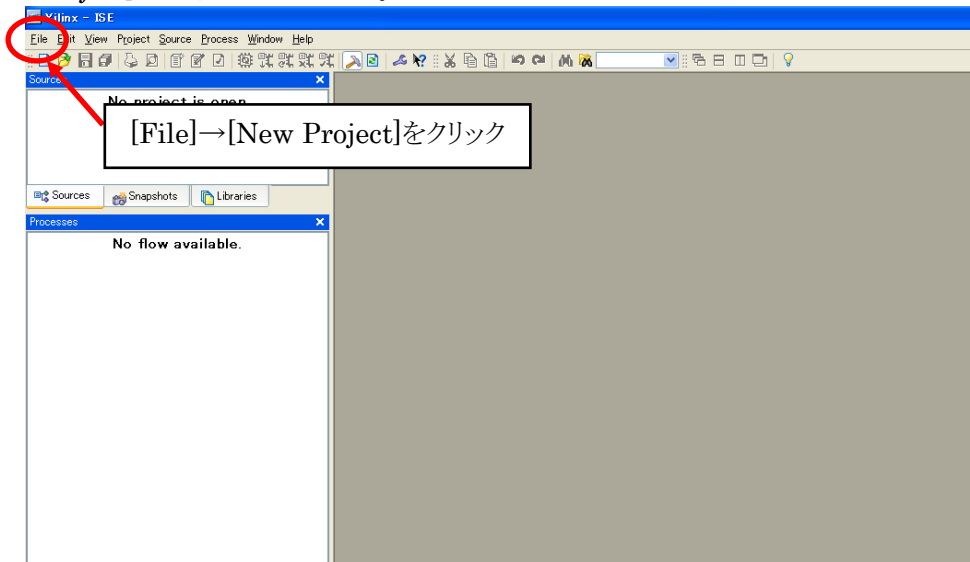 Xilinx - ISE
File Edit View Project Source Process Window Help
Sources
No project is open
[File]→[New Project]をクリック
Sources Snapshots Libraries
Processes
No flow available.